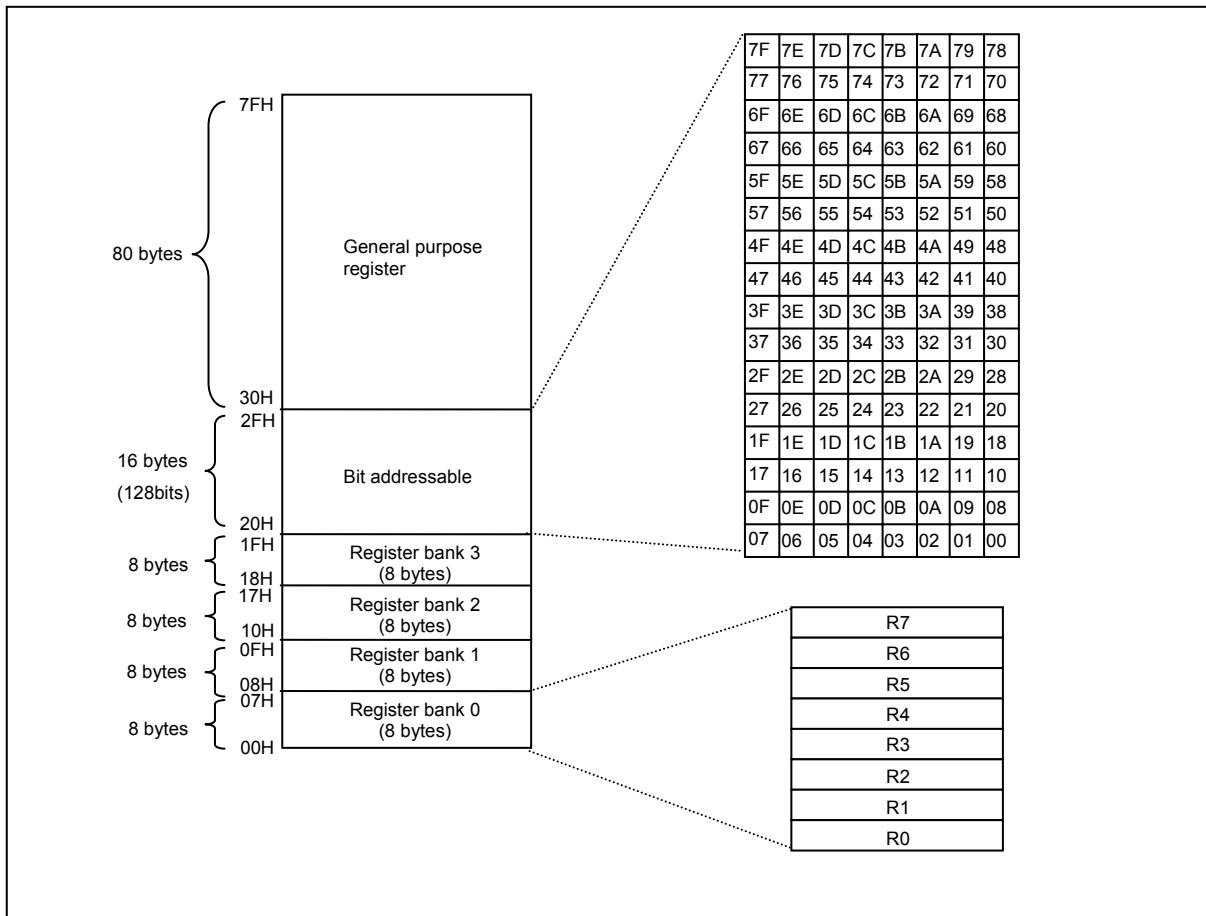 7FH
80 bytes
General purpose
register
30H
2FH
16 bytes
(128bits)
Bit addressable
20H
1FH
8 bytes
Register bank 3
(8 bytes)
18H
17H
8 bytes
Register bank 2
(8 bytes)
10H
0FH
8 bytes
Register bank 1
(8 bytes)
08H
07H
8 bytes
Register bank 0
(8 bytes)
00H
7F 7E 7D 7C 7B 7A 79 78
77 76 75 74 73 72 71 70
6F 6E 6D 6C 6B 6A 69 68
67 66 65 64 63 62 61 60
5F 5E 5D 5C 5B 5A 59 58
57 56 55 54 53 52 51 50
4F 4E 4D 4C 4B 4A 49 48
47 46 45 44 43 42 41 40
3F 3E 3D 3C 3B 3A 39 38
37 36 35 34 33 32 31 30
2F 2E 2D 2C 2B 2A 29 28
27 26 25 24 23 22 21 20
1F 1E 1D 1C 1B 1A 19 18
17 16 15 14 13 12 11 10
0F 0E 0D 0C 0B 0A 09 08
07 06 05 04 03 02 01 00
R7
R6
R5
R4
R3
R2
R1
R0